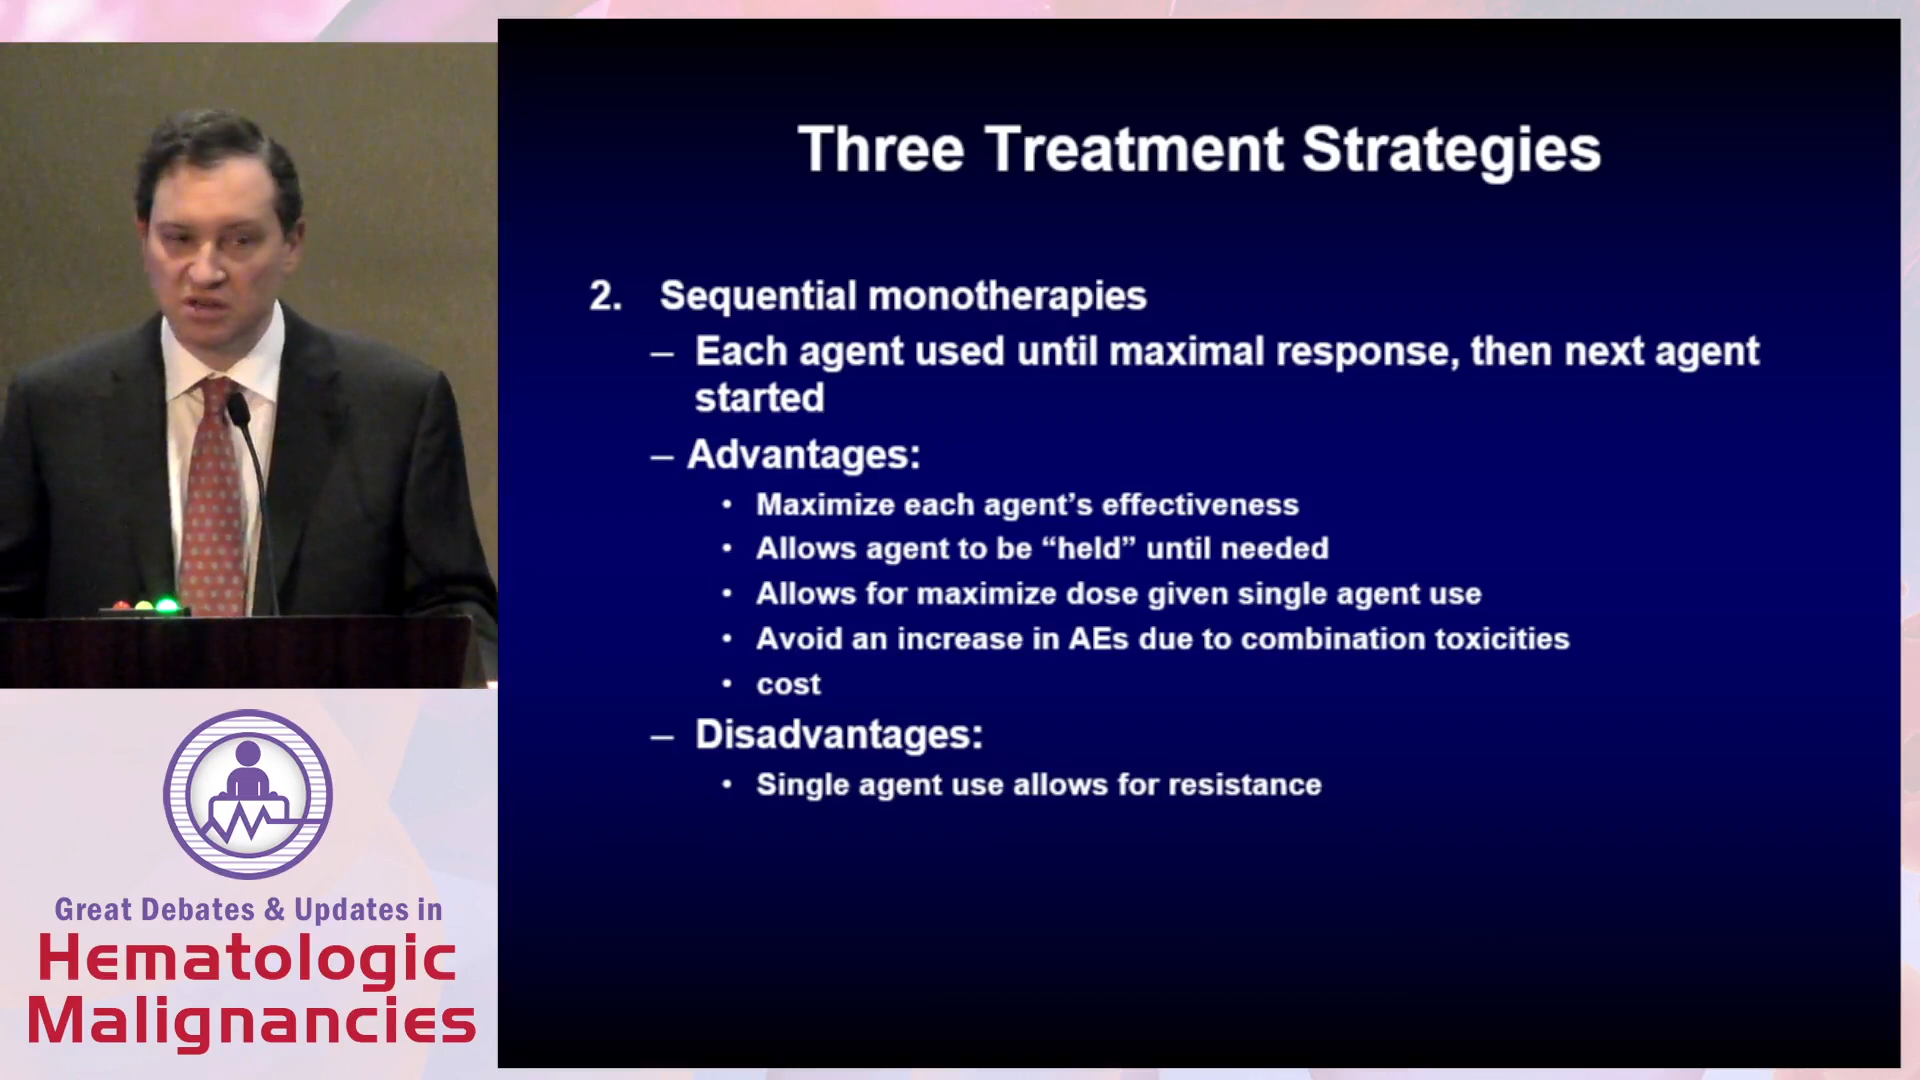 Three Treatment Strategies
2. Sequential monotherapies
– Each agent used until maximal response, then next agent
started
– Advantages:
• Maximize each agent’s effectiveness
• Allows agent to be “held” until needed
• Allows for maximize dose given single agent use
• Avoid an increase in AEs due to combination toxicities
• cost
– Disadvantages:
• Single agent use allows for resistance
Great Debates & Updates in
Hematologic
Malignancies